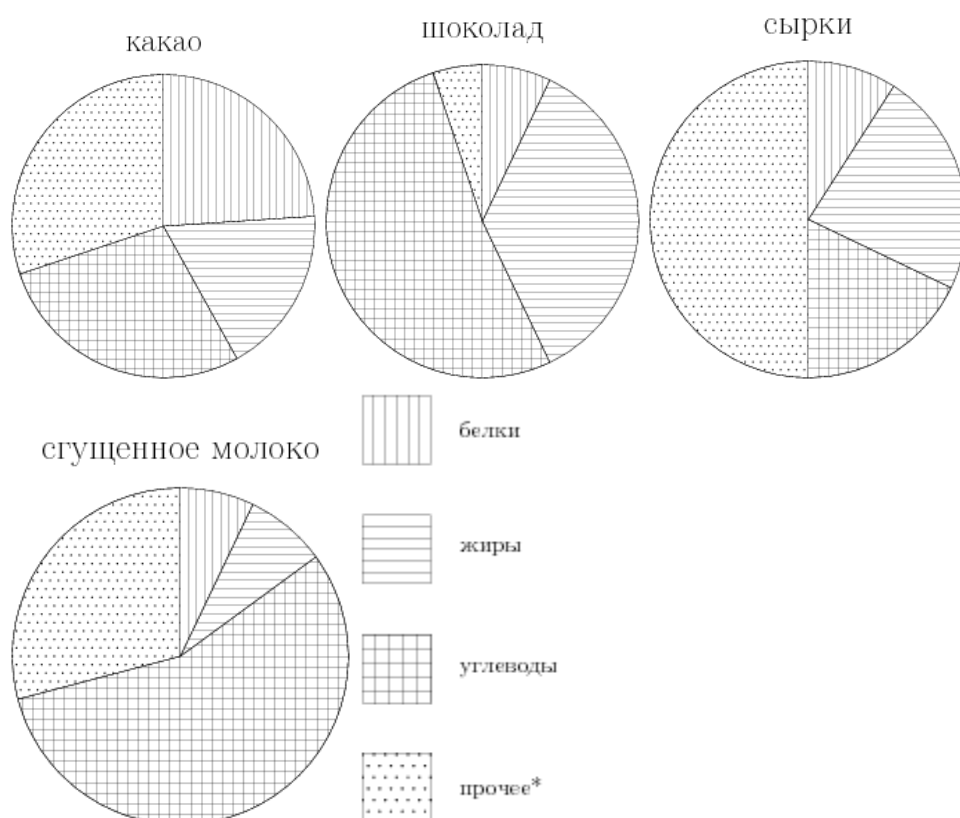 какао
шоколад
сырки
сгущенное молоко
белки
жиры
углеводы
прочее*